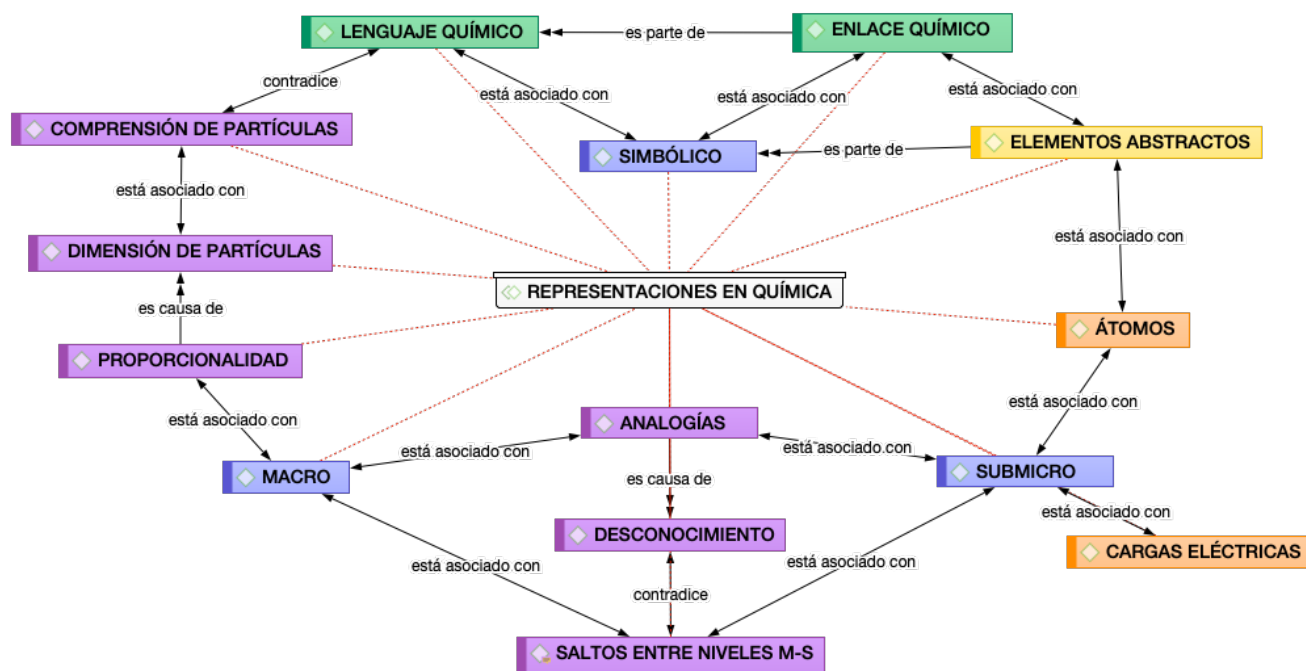 LENGUAJE QUÍMICO
es parte de
ENLACE QUÍMICO
contradice
está asociado con
está asociado con
está asociado con
COMPRENSIÓN DE PARTÍCULAS
SIMBÓLICO
es parte de
ELEMENTOS ABSTRACTOS
está asociado con
está asociado con
DIMENSIÓN DE PARTÍCULAS
REPRESENTACIONES EN QUÍMICA
es causa de
ÁTOMOS
PROPORCIONALIDAD
está asociado con
está asociado con
ANALOGÍAS
está asociado con
está asociado con
MACRO
SUBMICRO
es causa de
está asociado con
DESCONOCIMIENTO
CARGAS ELÉCTRICAS
está asociado con
está asociado con
contradice
SALTOS ENTRE NIVELES M-S